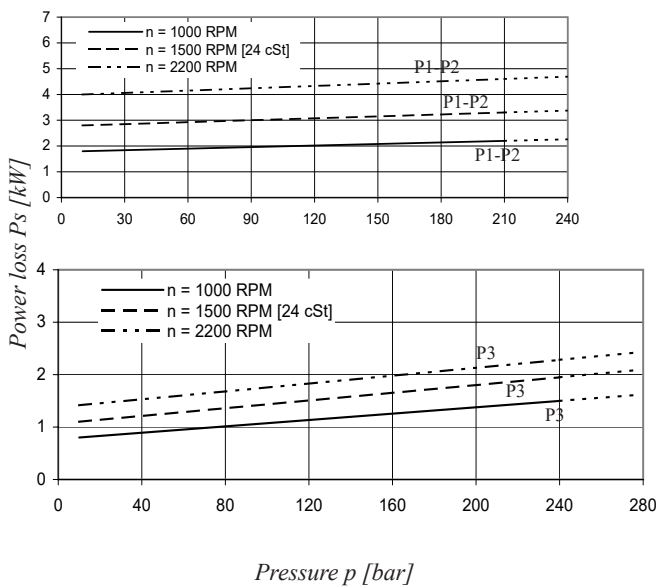 7
6
5
4
3
2
1
0
n = 1000 RPM
n = 1500 RPM [24 cSt]
n = 2200 RPM
P1-P2
P1-P2
P1-P2
0 30 60 90 120 150 180 210 240
Power loss Ps [kW]
4
3
2
1
0
n = 1000 RPM
n = 1500 RPM [24 cSt]
n = 2200 RPM
P3
P3
P3
0 40 80 120 160 200 240 280
Pressure p [bar]